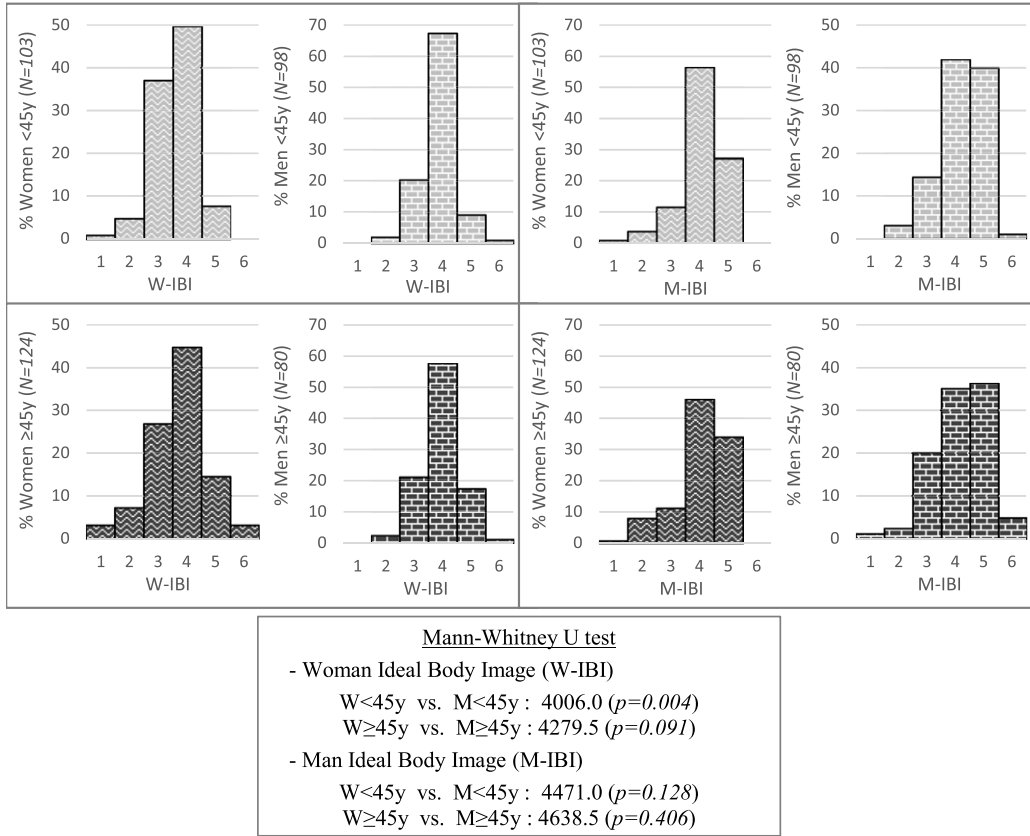 % Women <45y (N=103)
50
40
30
20
10
0
1 2 3 4 5 6
W-IBI
% Men <45y (N=98)
70
60
50
40
30
20
10
0
1 2 3 4 5 6
W-IBI
% Women <45y (N=103)
70
60
50
40
30
20
10
0
1 2 3 4 5 6
M-IBI
% Men <45y (N=98)
50
40
30
20
10
0
1 2 3 4 5 6
M-IBI
% Women ≥45y (N=124)
50
40
30
20
10
0
1 2 3 4 5 6
W-IBI
% Men ≥45y (N=80)
70
60
50
40
30
20
10
0
1 2 3 4 5 6
W-IBI
% Women ≥45y (N=124)
70
60
50
40
30
20
10
0
1 2 3 4 5 6
M-IBI
% Men ≥45y (N=80)
50
40
30
20
10
0
1 2 3 4 5 6
M-IBI
Mann-Whitney U test
- Woman Ideal Body Image (W-IBI)
W<45y vs. M<45y : 4006.0 (p=0.004)
W≥45y vs. M≥45y : 4279.5 (p=0.091)
- Man Ideal Body Image (M-IBI)
W<45y vs. M<45y : 4471.0 (p=0.128)
W≥45y vs. M≥45y : 4638.5 (p=0.406)